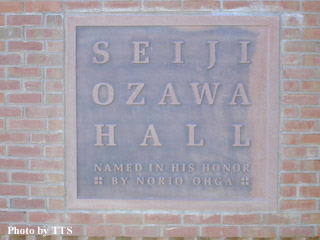 SEIJI
OZAWA
HALL
NAMED IN HIS HONOR
BY NORIO OHGA
Photo by TTS